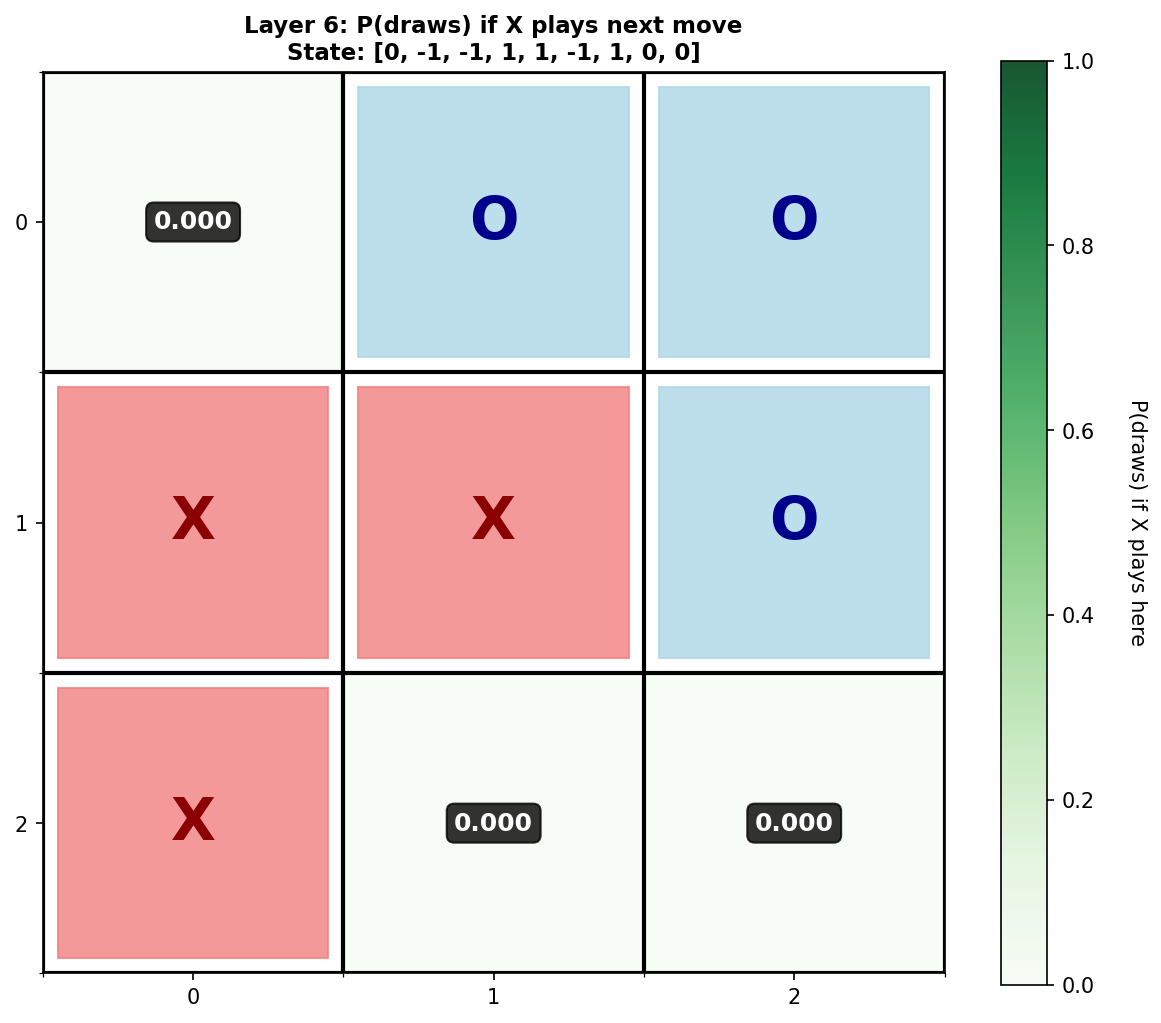 Layer 6: P(draws) if X plays next move
State: [0, -1, -1, 1, 1, -1, 1, 0, 0]
0.000
O
O
X
X
O
X
0.000
0.000
0
1
2
0
1
2
1.0
0.8
0.6
0.4
0.2
0.0
P(draws) if X plays here